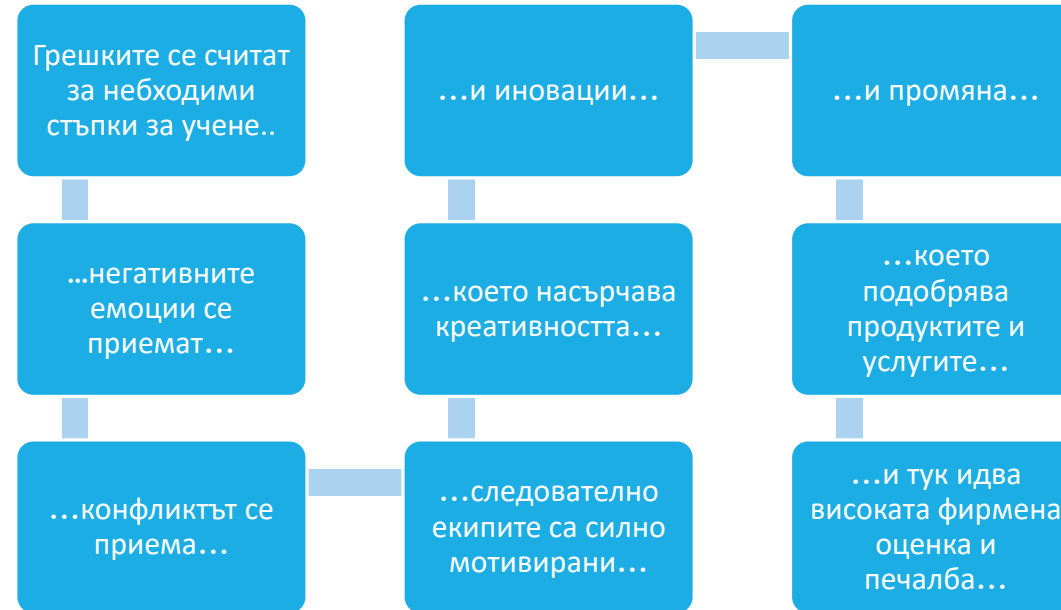 Грешките се считат
за небходими
стъпки за учене..
...негативните
емоции се
приемат...
...конфликтът се
приема...
...следователно
екипите са силно
мотивирани...
...което насърчава
креативността...
...и иновации...
...и промяна...
...което
подобрява
продуктите и
услугите...
...и тук идва
високата фирмена
оценка и
печалба...